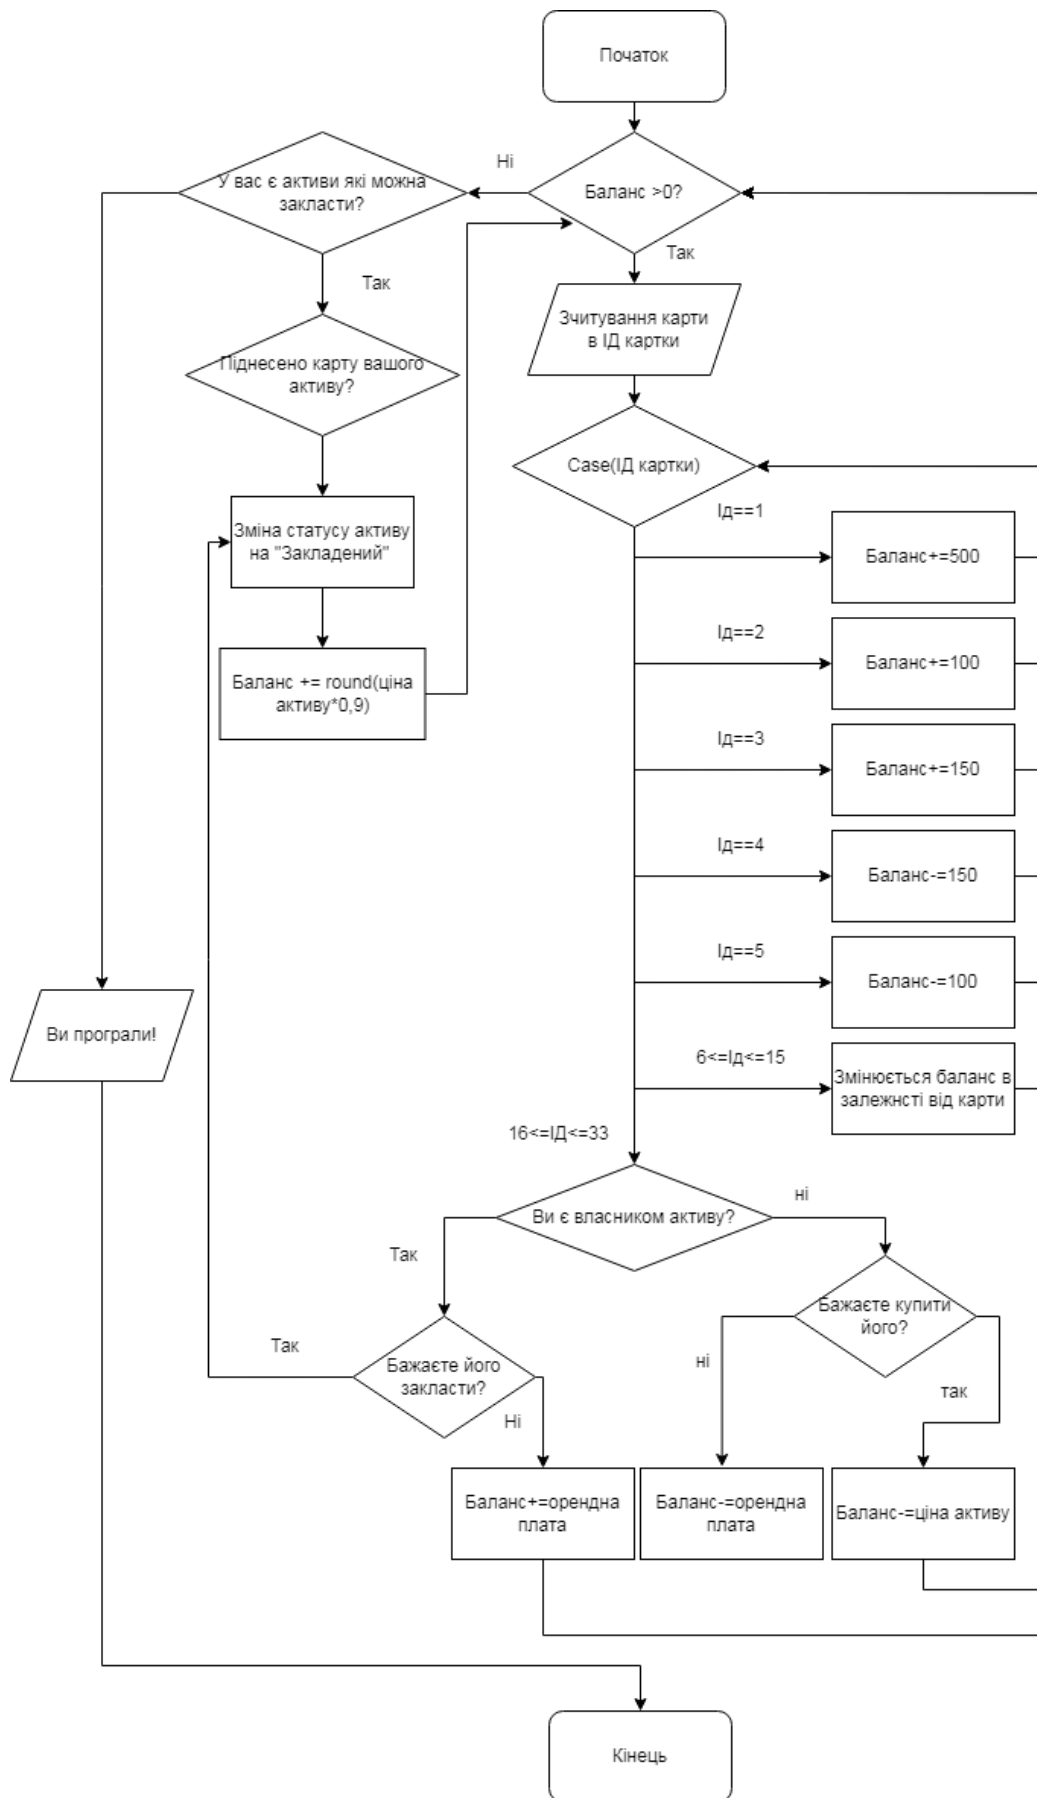 Початок
Ні
У вас є активи які можна
закласти?
Баланс >0?
Так
Так
Зчитування карти
в ІД картки
Піднесено карту вашого
активу?
Case(ІД картки)
Ід==1
Зміна статусу активу
на "Закладений"
Баланс+=500
Ід==2
Баланс += round(ціна
активу*0,9)
Баланс+=100
Ід==3
Баланс+=150
Ід==4
Баланс-=150
Ід==5
Баланс-=100
Ви програли!
6<=Ід<=15
Змінюється баланс в
залежнсті від карти
16<=ІД<=33
Ви є власником активу?
ні
Так
Бажаєте купити
його?
Так
Бажаєте його
закласти?
ні
так
Ні
Баланс+=орендна
плата
Баланс-=орендна
плата
Баланс-=ціна активу
Кінець